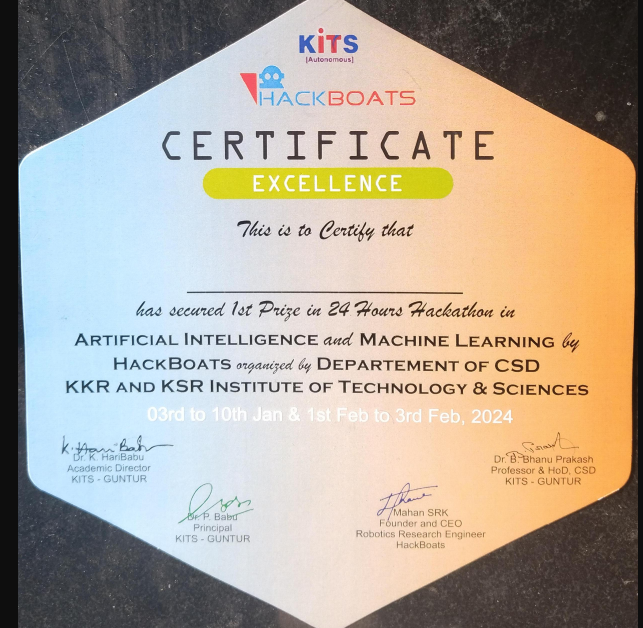 KiTS
[Autonomous]
HACKBOATS
CERTIFICATE
EXCELLENCE
This is to Certify that
has secured 1st Prize in 24 Hours Hackathon in
ARTIFICIAL INTELLIGENCE and MACHINE LEARNING by
HACKBOATS organized by DEPARTEMENT OF CSD
KKR AND KSR INSTITUTE OF TECHNOLOGY & SCIENCES
03rd to 10th Jan & 1st Feb to 3rd Feb, 2024
K. Hari Babu
Dr. K. HariBabu
Academic Director
KITS - GUNTUR
Dr. B. Bhanu Prakash
Professor & HoD, CSD
KITS - GUNTUR
Dr. P. Babu
Principal
KITS - GUNTUR
Mahan SRK
Founder and CEO
Robotics Research Engineer
HackBoats